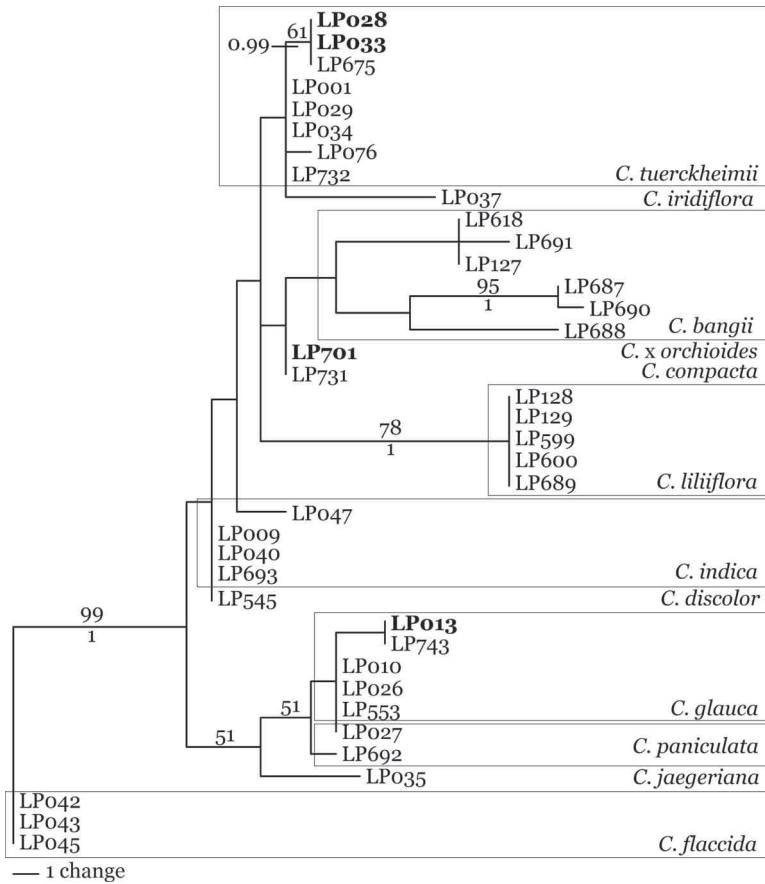 61 LP028
0.99 LP033
LP675
LP001
LP029
LP034
LP076
LP732 C. tuerckheimii
LP037 C. iridiflora
LP618
LP691
LP127
95 LP687
1 LP690
LP688 C. bangii
LP701 C. x orchioides
LP731 C. compacta
LP128
LP129
78 LP599
1 LP600
LP689 C. liliiflora
LP047
LP009
LP040
LP693 C. indica
LP545 C. discolor
99
1
LP013
LP743
LP010
LP026
51 LP553 C. glauca
LP027
51 LP692 C. paniculata
LP035 C. jaegeriana
LP042
LP043
LP045 C. flaccida
1 change